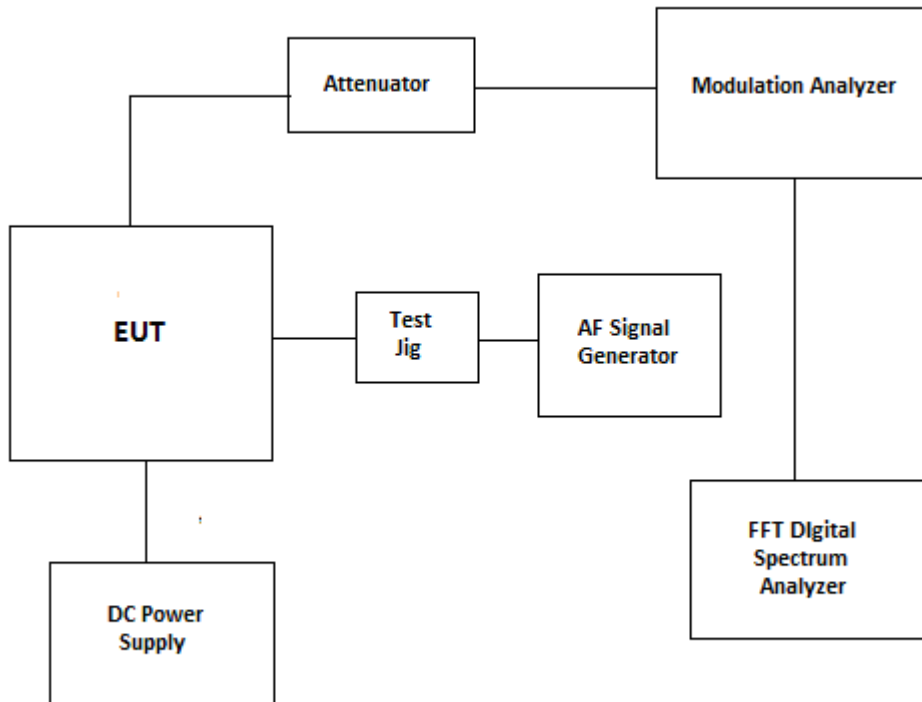 Attenuator
Modulation Analyzer
EUT
Test
Jig
AF Signal
Generator
FFT DIgital
Spectrum
Analyzer
DC Power
Supply